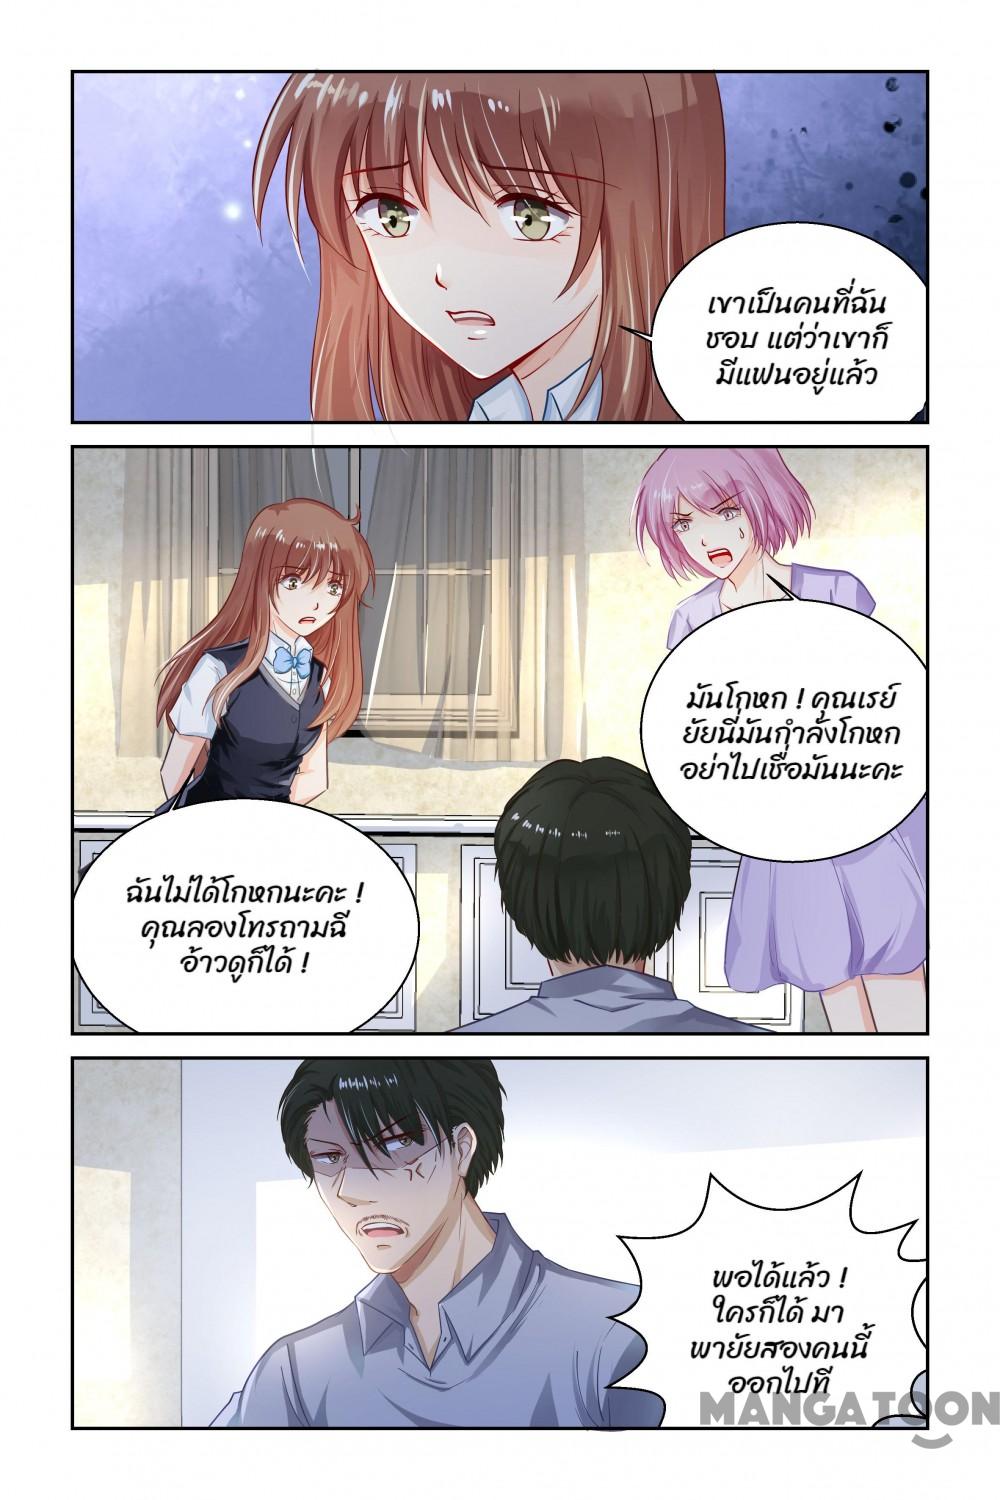 เขาเป็นคนที่ฉัน
ชอบ แต่ว่าเขาก็
มีแฟนอยู่แล้ว
มันโกหก ! คุณเรย์
ยัยนี่มันกำลังโกหก
อย่าไปเชื่อมันนะคะ
ฉันไม่ได้โกหกนะคะ !
คุณลองโทรถามฉี
อ้าวดูก็ได้ !
พอได้แล้ว !
ใครก็ได้ มา
พายัยสองคนนี้
ออกไปที
MANGATOON